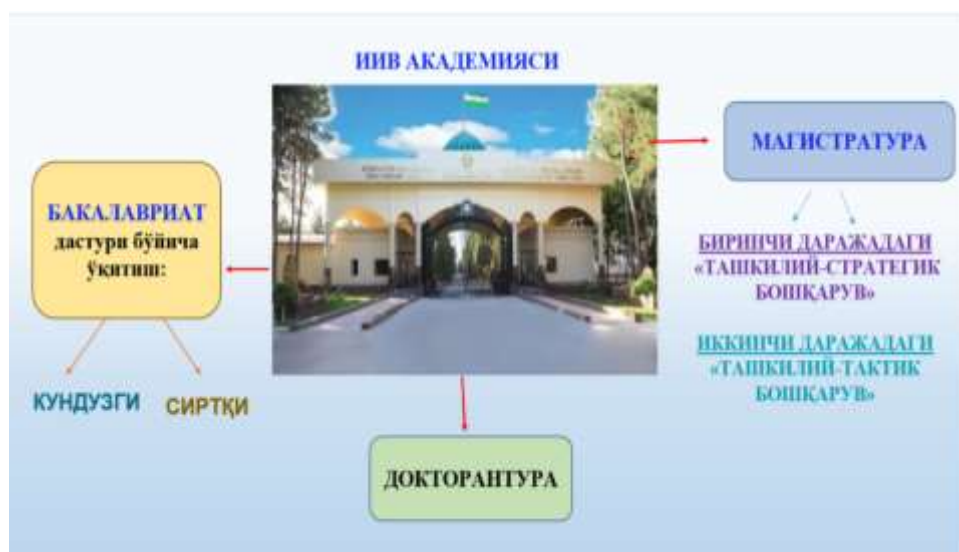 ИИВ АКАДЕМИЯСИ
МАГИСТРАТУРА
БАКАЛАВРИАТ
дастури бўйича
ўқитиш:
БИРИНЧИ ДАРАЖАДАГИ
«ТАШКИЛИЙ-СТРАТЕГИК
БОШҚАРУВ»
ИККИНЧИ ДАРАЖАДАГИ
«ТАШКИЛИЙ-ТАКТИК
БОШҚАРУВ»
КУНДУЗГИ
СИРТҚИ
ДОКТОРАНТУРА